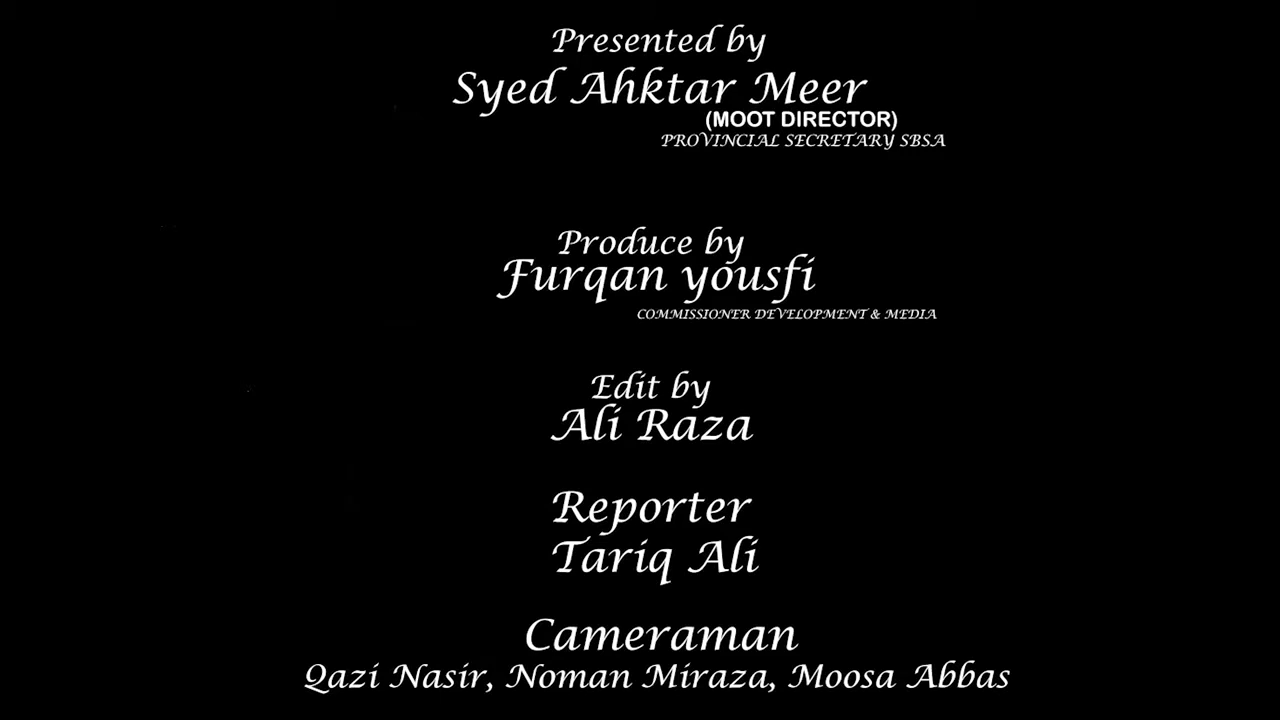 Presented by
Syed Ahktar Meer
(MOOT DIRECTOR)
PROVINCIAL SECRETARY SBSA
Produce by
Furqan yousfi
COMMISSIONER DEVELOPMENT & MEDIA
Edit by
Ali Raza
Reporter
Tariq Ali
Cameraman
Qazi Nasir, Noman Miraza, Moosa Abbas